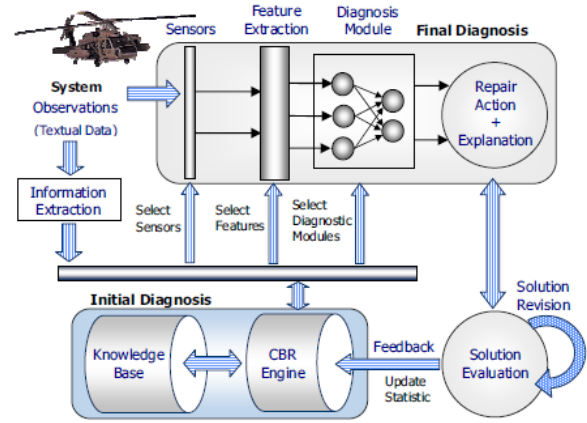 Sensors
Feature
Extraction
Diagnosis
Module
Final Diagnosis
System
Observations
(Textual Data)
Repair
Action
+
Explanation
Information
Extraction
Select
Sensors
Select
Features
Select
Diagnostic
Modules
Initial Diagnosis
Knowledge
Base
CBR
Engine
Feedback
Update
Statistic
Solution
Evaluation
Solution
Revision